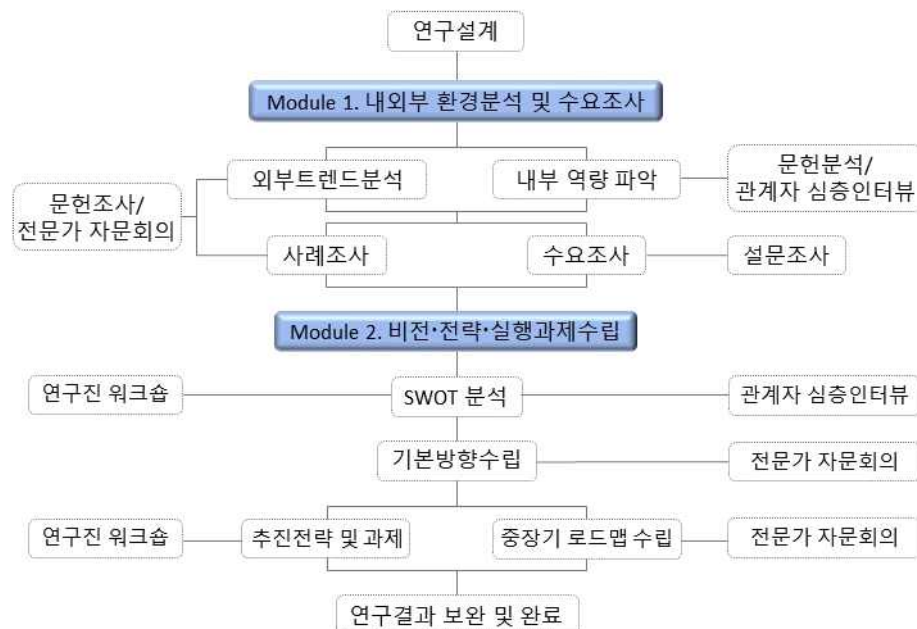 연구설계
Module 1. 내외부 환경분석 및 수요조사
외부트렌드분석
내부 역량 파악
문헌분석/
관계자 심층인터뷰
문헌조사/
전문가 자문회의
사례조사
수요조사
설문조사
Module 2. 비전·전략·실행과제수립
연구진 워크숍
SWOT 분석
관계자 심층인터뷰
기본방향수립
전문가 자문회의
연구진 워크숍
추진전략 및 과제
중장기 로드맵 수립
전문가 자문회의
연구결과 보완 및 완료